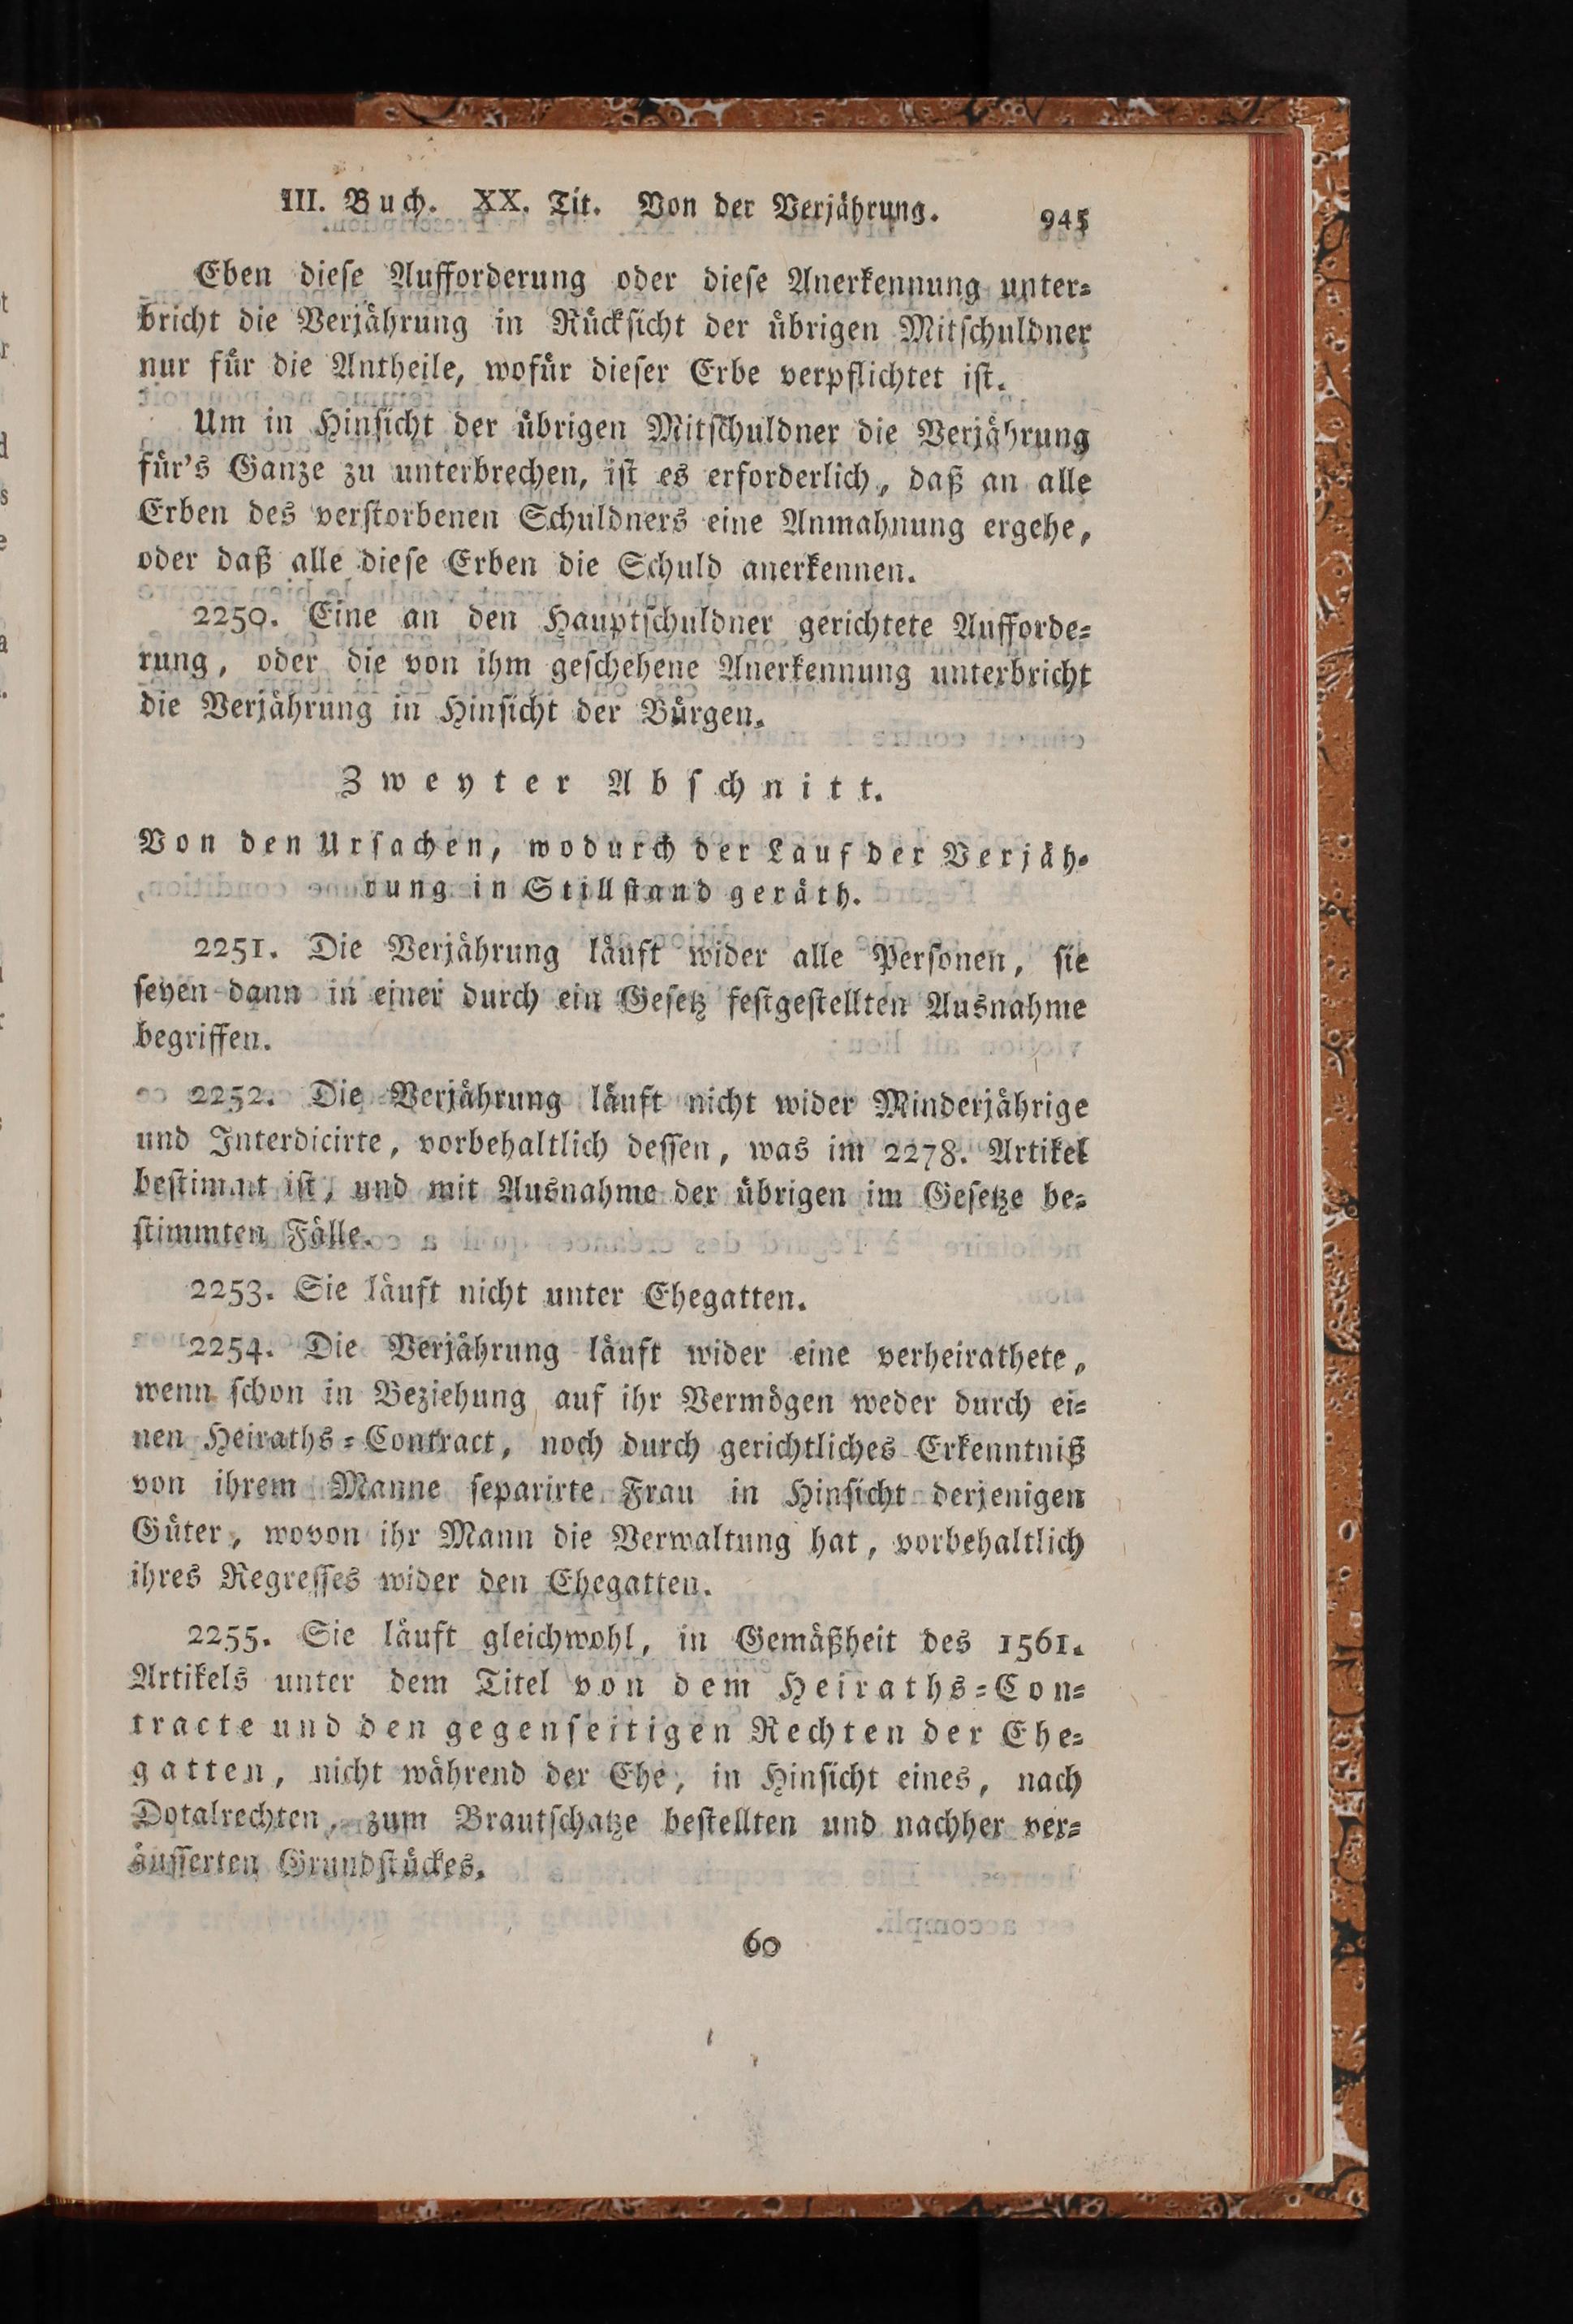 III. Buch. XX. Tit. Von der Verjährung. 945
Eben dieſe Aufforderung oder dieſe Anerkennung unter=
bricht die Verjährung in Rückſicht der übrigen Mitſchuldner
nur für die Antheile, wofür dieſer Erbe verpflichtet iſt.
Um in Hinſicht der übrigen Mitſchuldner die Verjährung
für's Ganze zu unterbrechen, iſt es erforderlich, daß an alle
Erben des verſtorbenen Schuldners eine Anmahnung ergehe,
oder daß alle dieſe Erben die Schuld anerkennen.
2250. Eine an den Hauptſchuldner gerichtete Aufforde=
rung, oder die von ihm geſchehene Anerkennung unterbricht
die Verjährung in Hinſicht der Bürgen.
Zweyter Abſchnitt.
Von den Urſachen, wodurch der Lauf der Verjäh=
rung in Stillſtand geräth.
2251. Die Verjährung läuft wider alle Perſonen, ſie
ſeyen dann in einer durch ein Geſetz feſtgeſtellten Ausnahme
begriffen.
2252. Die Verjährung läuft nicht wider Minderjährige
und Interdicirte, vorbehaltlich deſſen, was im 2278. Artikel
beſtimmt iſt, und mit Ausnahme der übrigen im Geſetze be=
ſtimmten Fälle.
2253. Sie läuft nicht unter Ehegatten.
2254. Die Verjährung läuft wider eine verheirathete,
wenn ſchon in Beziehung auf ihr Vermögen weder durch ei=
nen Heiraths=Contract, noch durch gerichtliches Erkenntniß
von ihrem Manne ſeparirte Frau in Hinſicht derjenigen
Güter, wovon ihr Mann die Verwaltung hat, vorbehaltlich
ihres Regreſſes wider den Ehegatten.
2255. Sie läuft gleichwohl, in Gemäßheit des 1561.
Artikels unter dem Titel von dem Heiraths=Con=
tracte und den gegenſeitigen Rechten der Ehe=
gatten, nicht während der Ehe, in Hinſicht eines, nach
Dotalrechten, zum Brautſchatze beſtellten und nachher ver=
äuſſerten Grundſtückes.
60